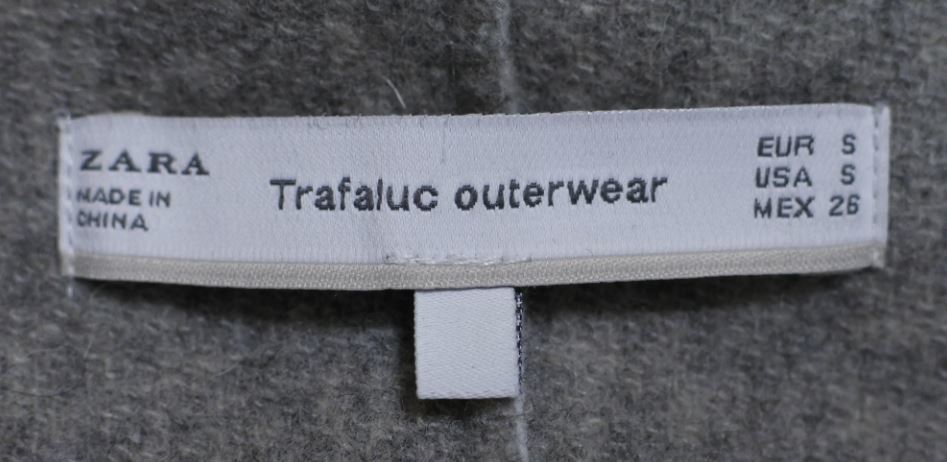 ZARA
MADE IN
CHINA
Trafaluc outerwear
EUR S
USA S
MEX 26